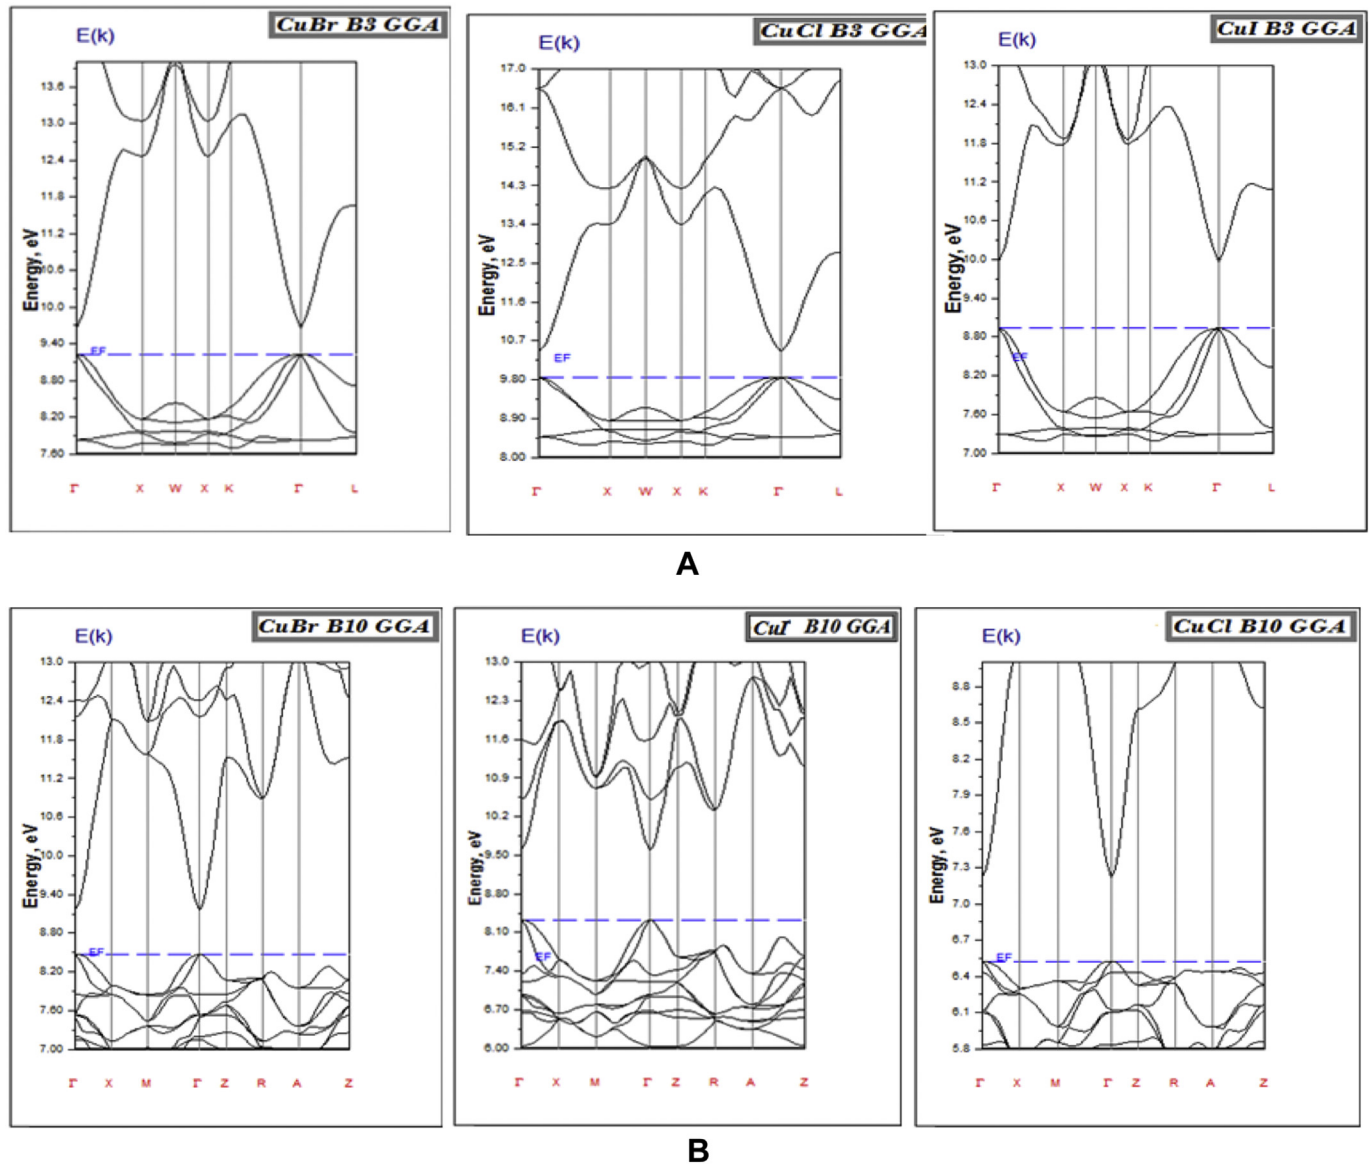 CuBr B3 GGA
E(k)
Energy, eV
13.6
13.0
12.4
11.8
11.2
10.6
10.0
9.40
8.80
8.20
7.60
EF
Γ X W X K Γ L
CuCl B3 GGA
E(k)
Energy, eV
17.0
16.1
15.2
14.3
13.4
12.5
11.6
10.7
9.80
8.90
8.00
EF
Γ X W X K Γ L
CuI B3 GGA
E(k)
Energy, eV
13.0
12.4
11.8
11.2
10.6
10.0
9.40
8.80
8.20
7.60
7.00
EF
Γ X W X K Γ L
A
CuBr B10 GGA
E(k)
Energy, eV
13.0
12.4
11.8
11.2
10.6
10.0
9.40
8.80
8.20
7.60
7.00
EF
Γ X M Γ Z R A Z
CuI B10 GGA
E(k)
Energy, eV
13.0
12.3
11.6
10.9
10.2
9.50
8.80
8.10
7.40
6.70
6.00
EF
Γ X M Γ Z R A Z
CuCl B10 GGA
E(k)
Energy, eV
8.8
8.5
8.2
7.9
7.6
7.3
7.0
6.7
6.4
6.1
5.8
EF
Γ X M Γ Z R A Z
B